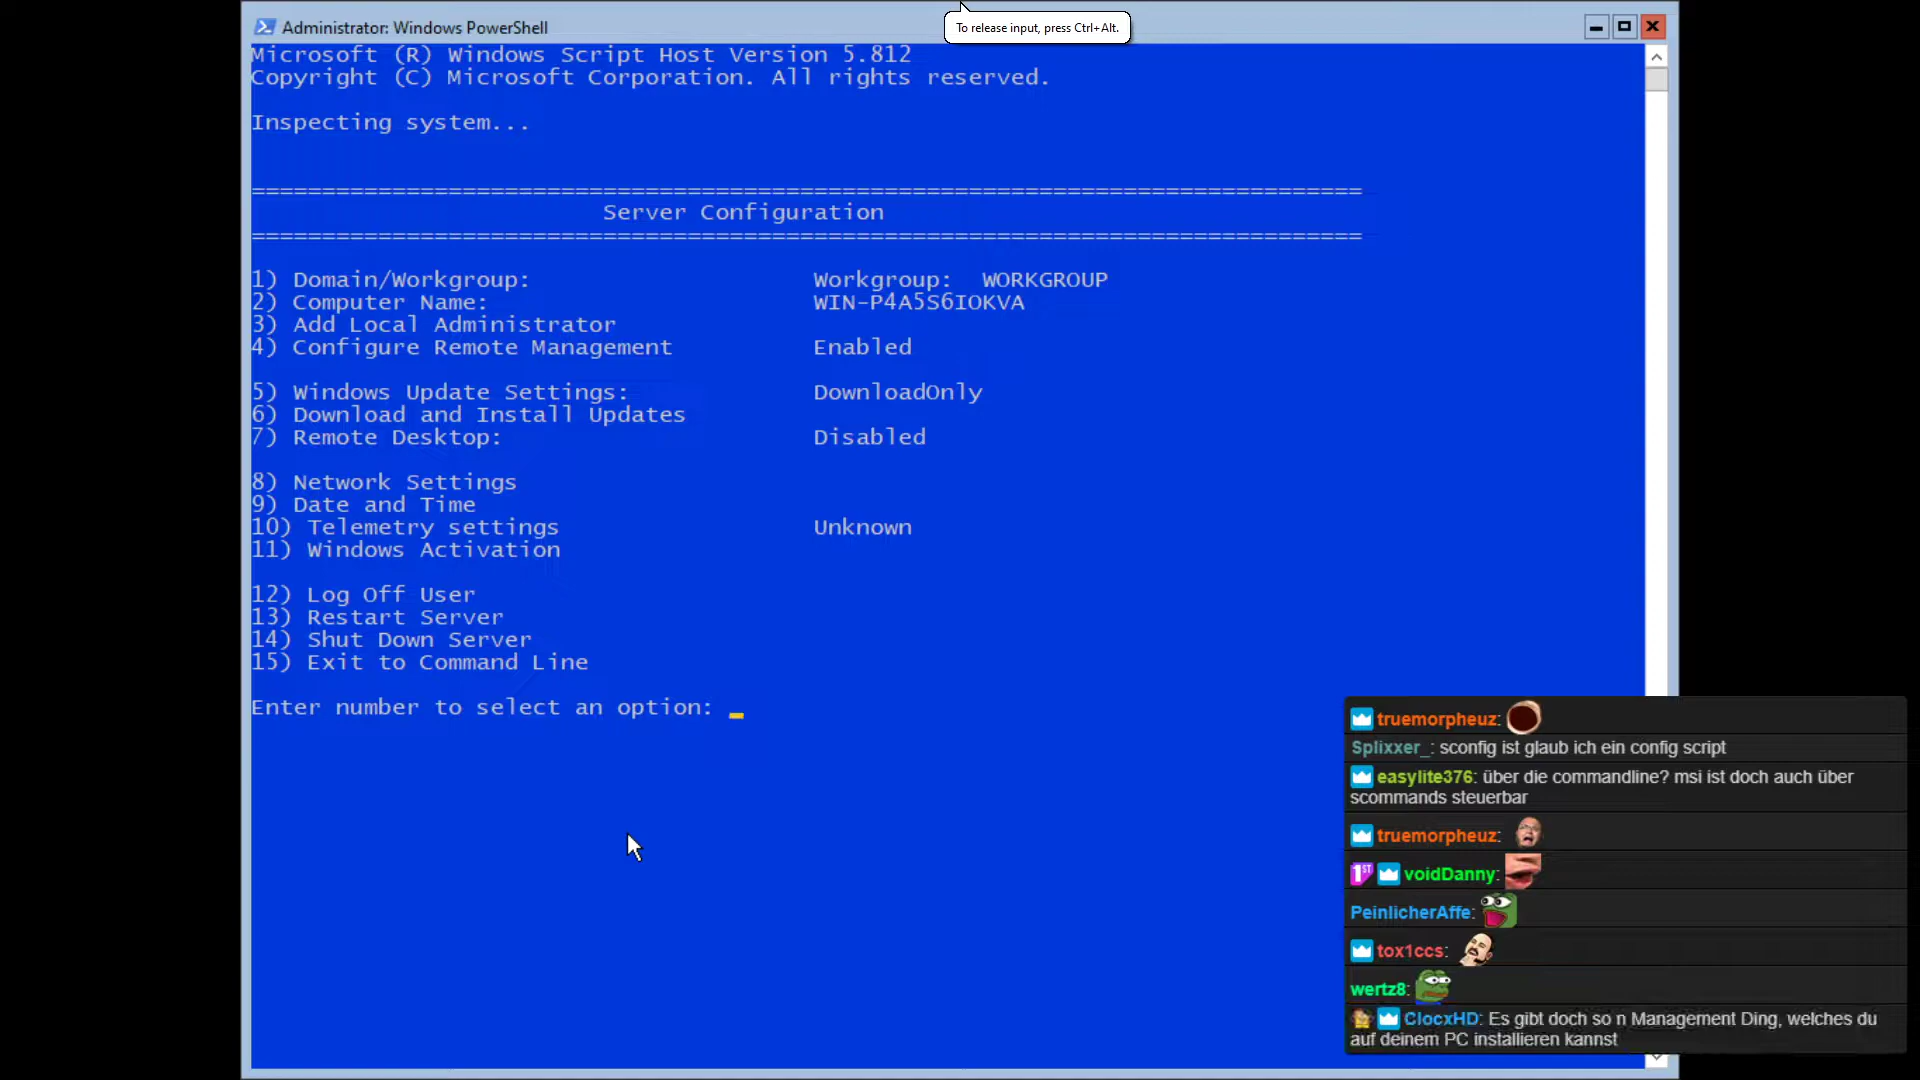 Administrator: Windows PowerShell
To release input, press Ctrl+Alt.
Microsoft (R) Windows Script Host Version 5.812
Copyright (C) Microsoft Corporation. All rights reserved.
Inspecting system...
===============================================================================
Server Configuration
===============================================================================
1) Domain/Workgroup: Workgroup: WORKGROUP
2) Computer Name: WIN-P4A5S6IOKVA
3) Add Local Administrator
4) Configure Remote Management Enabled
5) Windows Update Settings: DownloadOnly
6) Download and Install Updates
7) Remote Desktop: Disabled
8) Network Settings
9) Date and Time
10) Telemetry settings Unknown
11) Windows Activation
12) Log Off User
13) Restart Server
14) Shut Down Server
15) Exit to Command Line
Enter number to select an option:
truemorpheuz:
Splixxer_: sconfig ist glaub ich ein config script
easylite376: über die commandline? msi ist doch auch über
scommands steuerbar
truemorpheuz:
1ST voidDanny:
PeinlicherAffe:
tox1ccs:
wertz8:
ClocxHD: Es gibt doch so n Management Ding, welches du
auf deinem PC installieren kannst